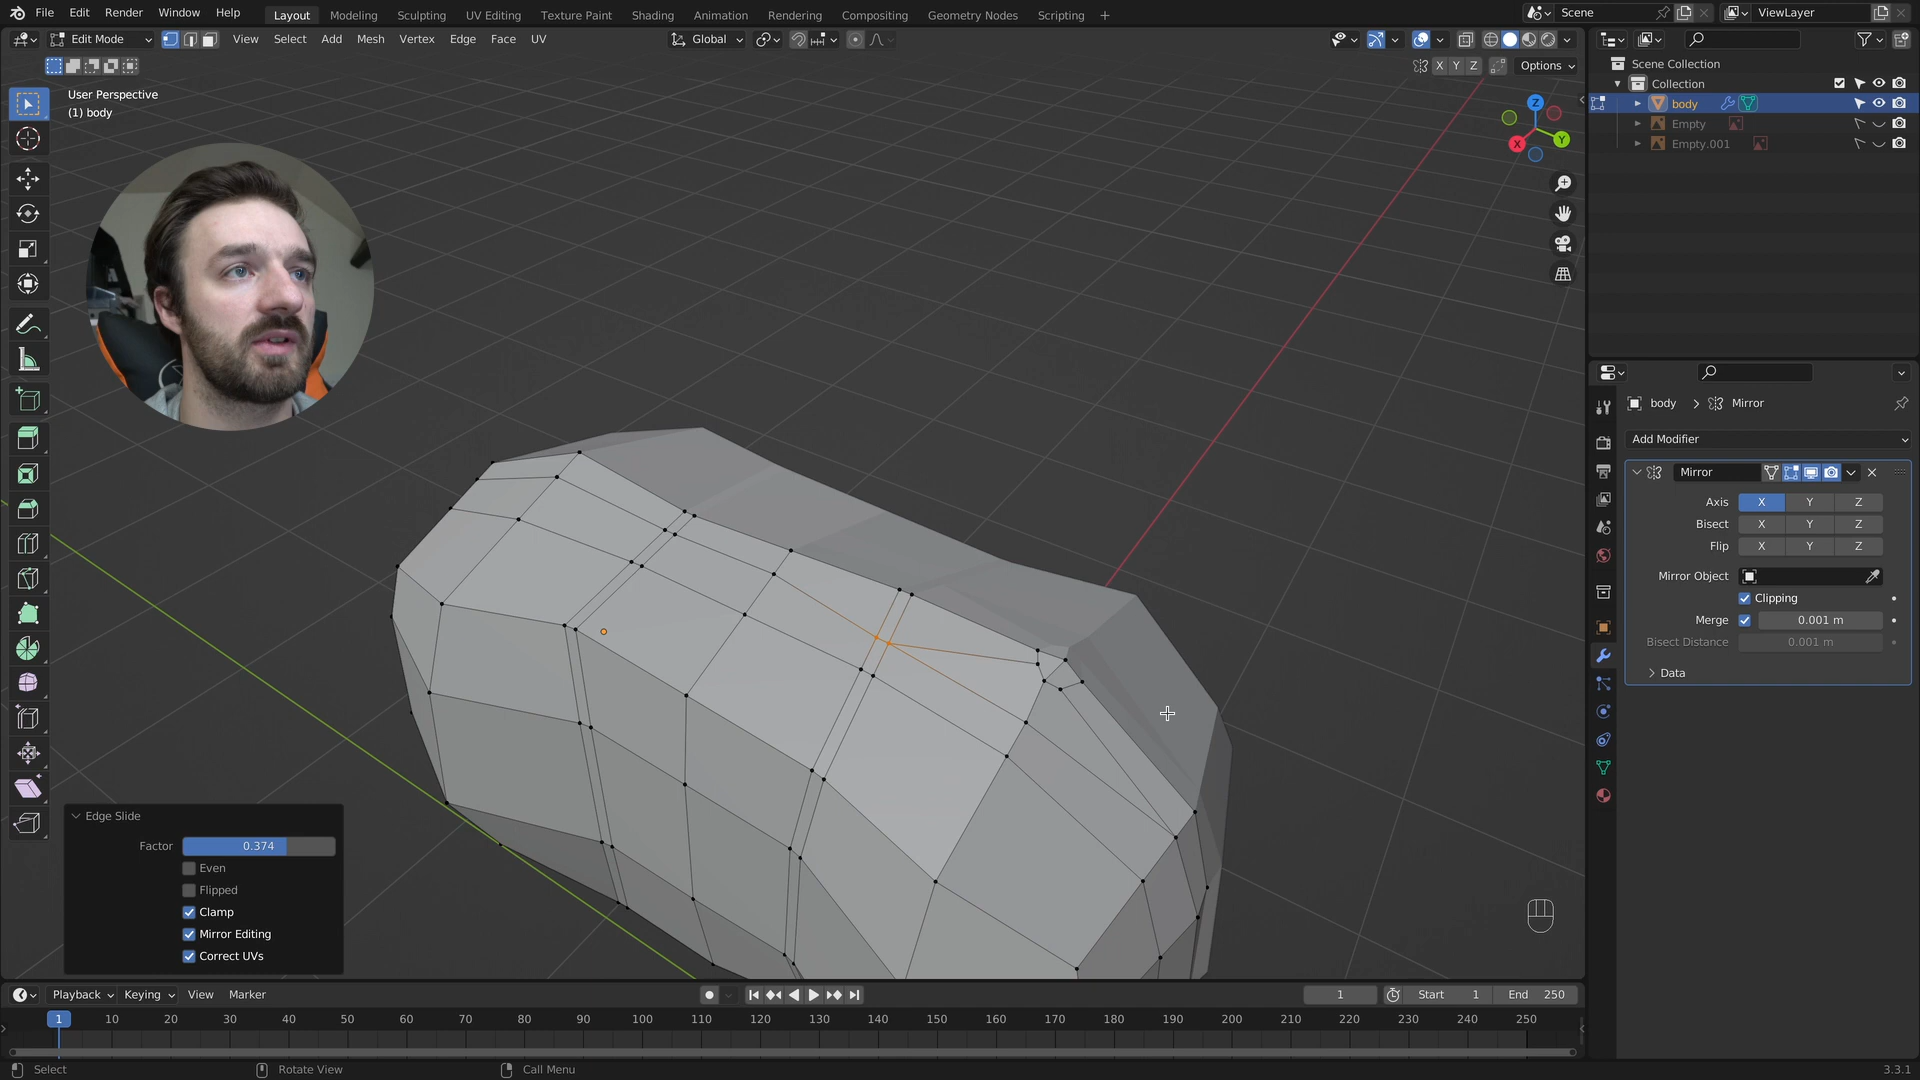 File Edit Render Window Help Layout Modeling Sculpting UV Editing Texture Paint Shading Animation Rendering Compositing Geometry Nodes Scripting + Scene ViewLayer
Edit Mode View Select Add Mesh Vertex Edge Face UV Global
X Y Z Options
User Perspective
(1) body
Z
Y
X
Scene Collection
Collection
body
Empty
Empty.001
body > Mirror
Add Modifier
Mirror
Axis X Y Z
Bisect X Y Z
Flip X Y Z
Mirror Object
Clipping
Merge 0.001 m
Bisect Distance 0.001 m
Data
Edge Slide
Factor 0.374
Even
Flipped
Clamp
Mirror Editing
Correct UVs
Playback Keying View Marker 1 Start 1 End 250
1 10 20 30 40 50 60 70 80 90 100 110 120 130 140 150 160 170 180 190 200 210 220 230 240 250
Select Rotate View Call Menu 3.3.1